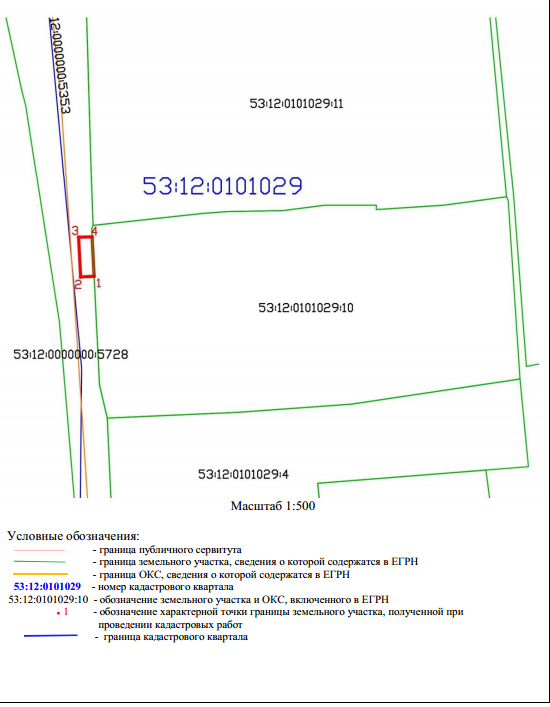 12:0000000:5353
53:12:0101029:11
53:12:0101029
3 4
2 1
53:12:0101029:10
53:12:0000000:5728
53:12:0101029:4
Масштаб 1:500
Условные обозначения:
- граница публичного сервитута
- граница земельного участка, сведения о которой содержатся в ЕГРН
- граница ОКС, сведения о которой содержатся в ЕГРН
53:12:0101029 - номер кадастрового квартала
53:12:0101029:10 - обозначение земельного участка и ОКС, включенного в ЕГРН
• 1 - обозначение характерной точки границы земельного участка, полученной при
проведении кадастровых работ
- граница кадастрового квартала